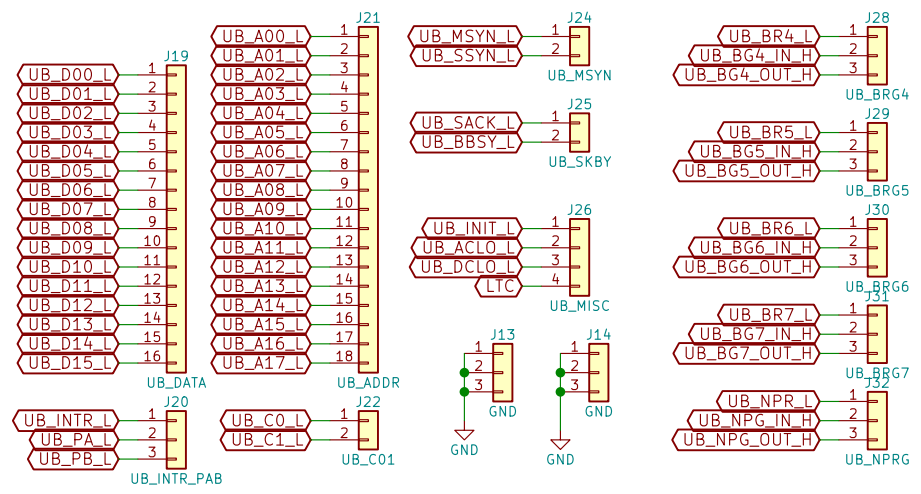 J19
UB_D00_L 1
UB_D01_L 2
UB_D02_L 3
UB_D03_L 4
UB_D04_L 5
UB_D05_L 6
UB_D06_L 7
UB_D07_L 8
UB_D08_L 9
UB_D09_L 10
UB_D10_L 11
UB_D11_L 12
UB_D12_L 13
UB_D13_L 14
UB_D14_L 15
UB_D15_L 16
UB_DATA
J20
UB_INTR_L 1
UB_PA_L 2
UB_PB_L 3
UB_INTR_PAB
J21
UB_A00_L 1
UB_A01_L 2
UB_A02_L 3
UB_A03_L 4
UB_A04_L 5
UB_A05_L 6
UB_A06_L 7
UB_A07_L 8
UB_A08_L 9
UB_A09_L 10
UB_A10_L 11
UB_A11_L 12
UB_A12_L 13
UB_A13_L 14
UB_A14_L 15
UB_A15_L 16
UB_A16_L 17
UB_A17_L 18
UB_ADDR
J22
UB_C0_L 1
UB_C1_L 2
UB_C01
J24
UB_MSYN_L 1
UB_SSYN_L 2
UB_MSYN
J25
UB_SACK_L 1
UB_BBSY_L 2
UB_SKBY
J26
UB_INIT_L 1
UB_ACLO_L 2
UB_DCLO_L 3
LTC 4
UB_MISC
J13
1
2
3
GND
GND
J14
1
2
3
GND
GND
J28
UB_BR4_L 1
UB_BG4_IN_H 2
UB_BG4_OUT_H 3
UB_BRG4
J29
UB_BR5_L 1
UB_BG5_IN_H 2
UB_BG5_OUT_H 3
UB_BRG5
J30
UB_BR6_L 1
UB_BG6_IN_H 2
UB_BG6_OUT_H 3
UB_BRG6
J31
UB_BR7_L 1
UB_BG7_IN_H 2
UB_BG7_OUT_H 3
UB_BRG7
J32
UB_NPR_L 1
UB_NPG_IN_H 2
UB_NPG_OUT_H 3
UB_NPRG